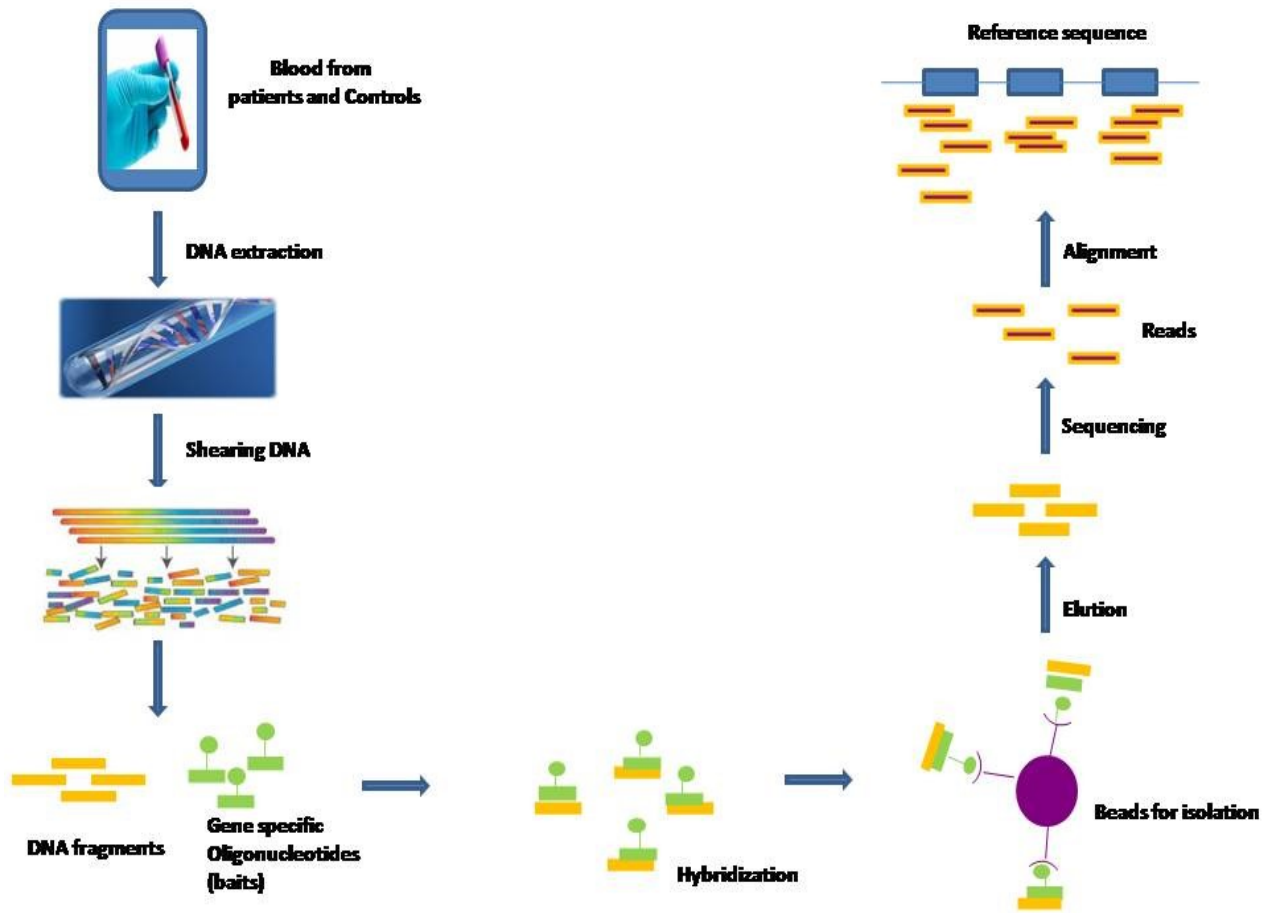 Blood from
patients and Controls
DNA extraction
Shearing DNA
DNA fragments
Gene specific
Oligonucleotides
(baits)
Hybridization
Beads for isolation
Elution
Sequencing
Reads
Alignment
Reference sequence